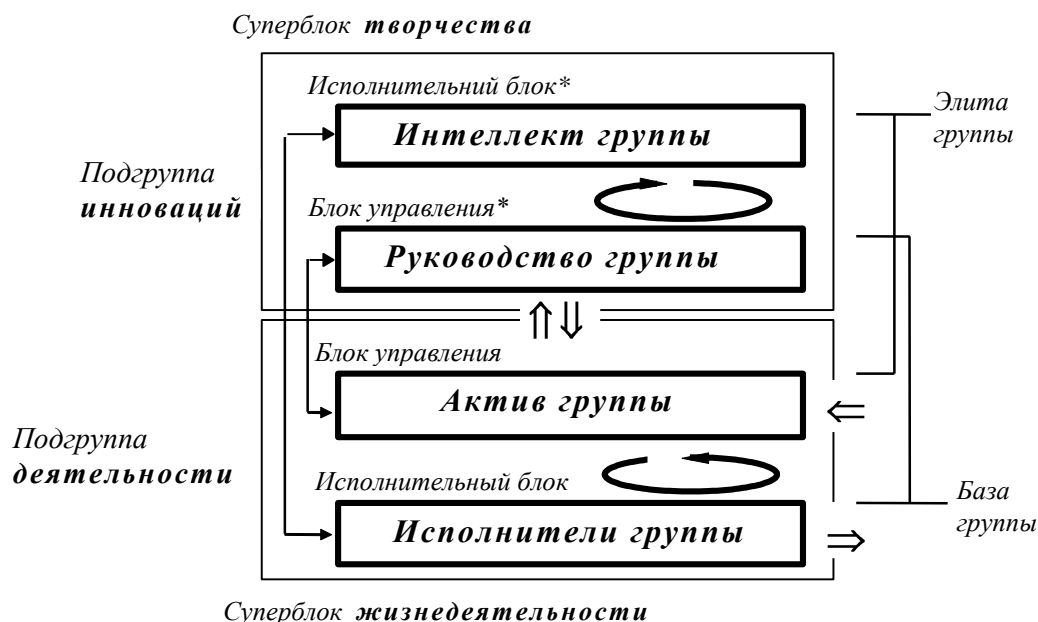 Суперблок творчества
Исполнительний блок*
Интеллект группы
Элита
группы
Подгруппа
инноваций
Блок управления*
Руководство группы
Блок управления
Актив группы
Подгруппа
деятельности
Исполнительный блок
Исполнители группы
База
группы
Суперблок жизнедеятельности